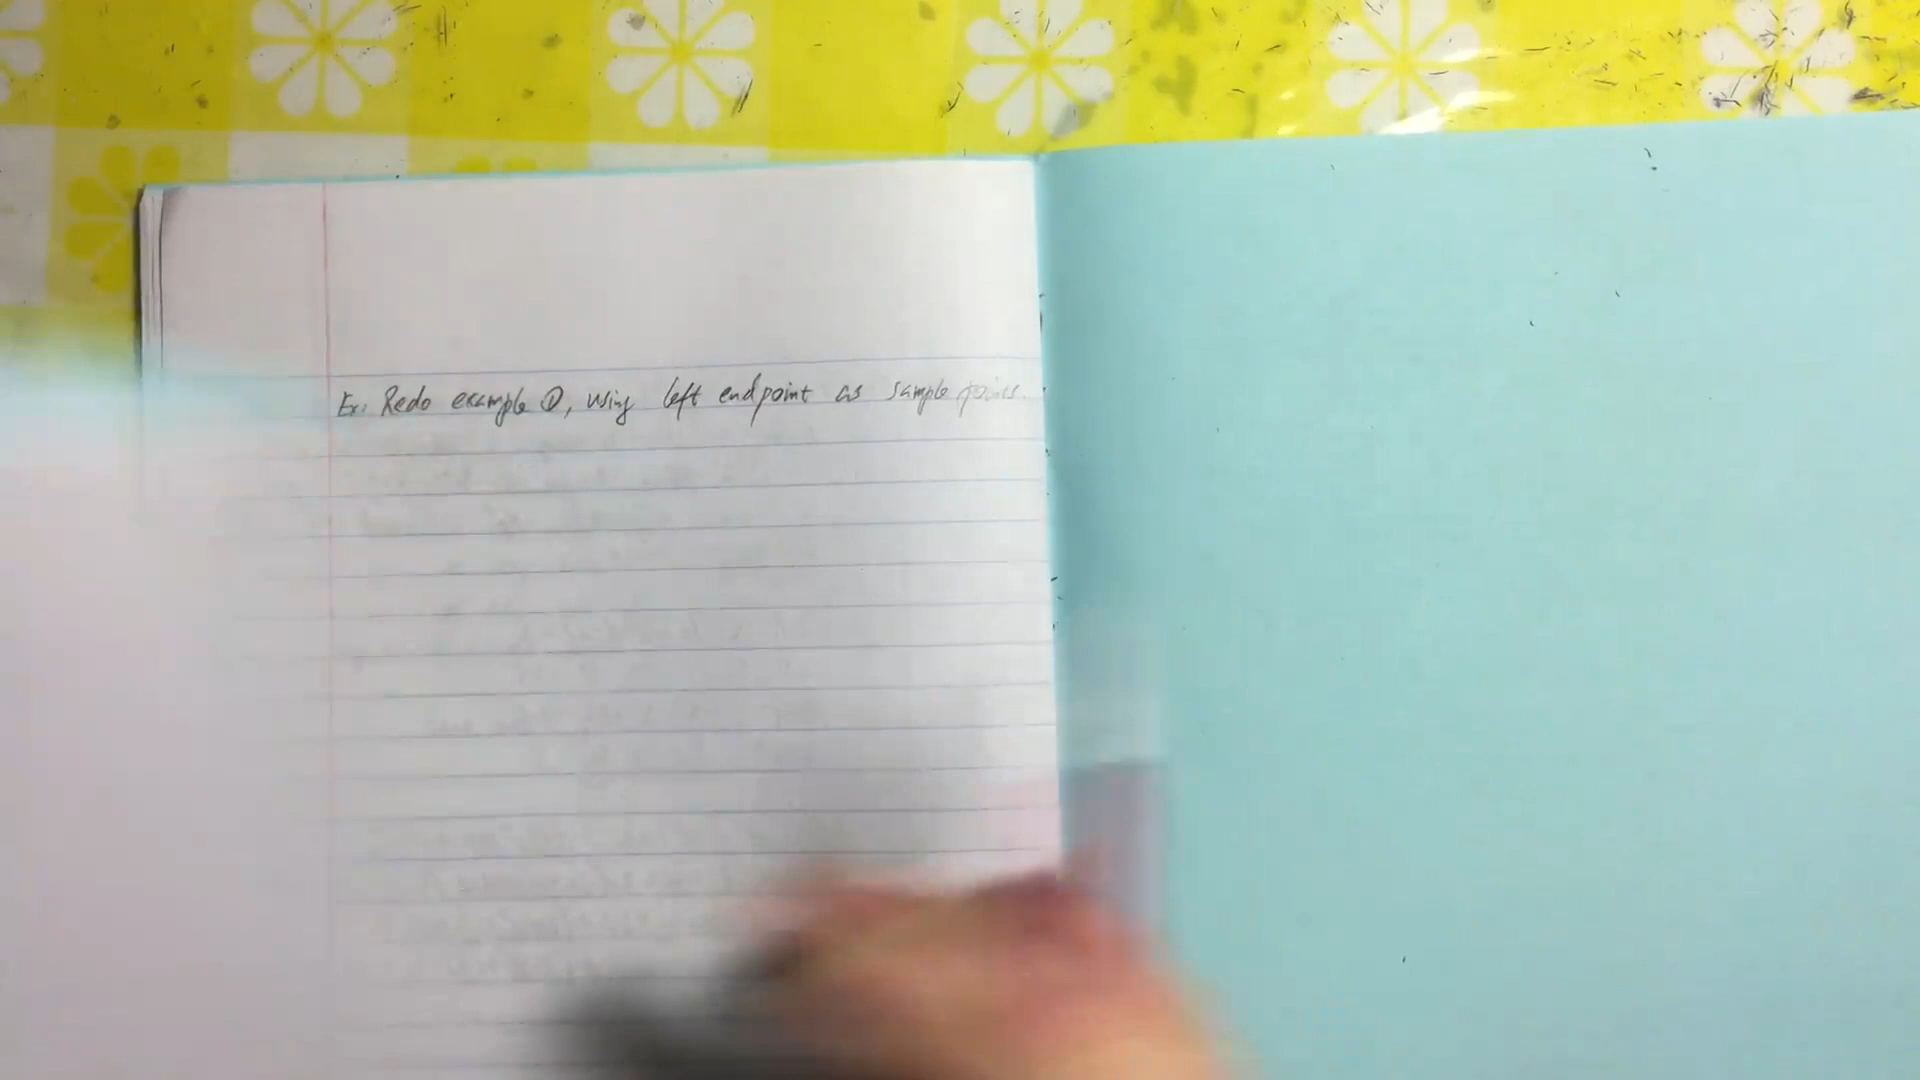 Ex: Redo example ①, using left endpoint as sample points.